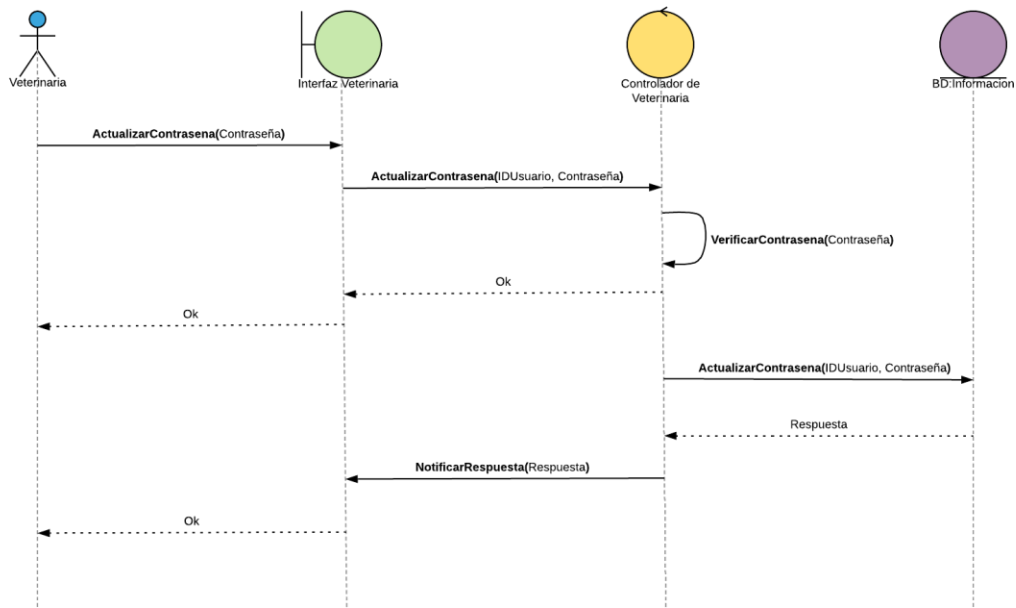 Veterinaria
Interfaz Veterinaria
Controlador de
Veterinaria
BD:Informacion
ActualizarContrasena(Contraseña)
ActualizarContrasena(IDUsuario, Contraseña)
VerificarContrasena(Contraseña)
Ok
Ok
ActualizarContrasena(IDUsuario, Contraseña)
Respuesta
NotificarRespuesta(Respuesta)
Ok